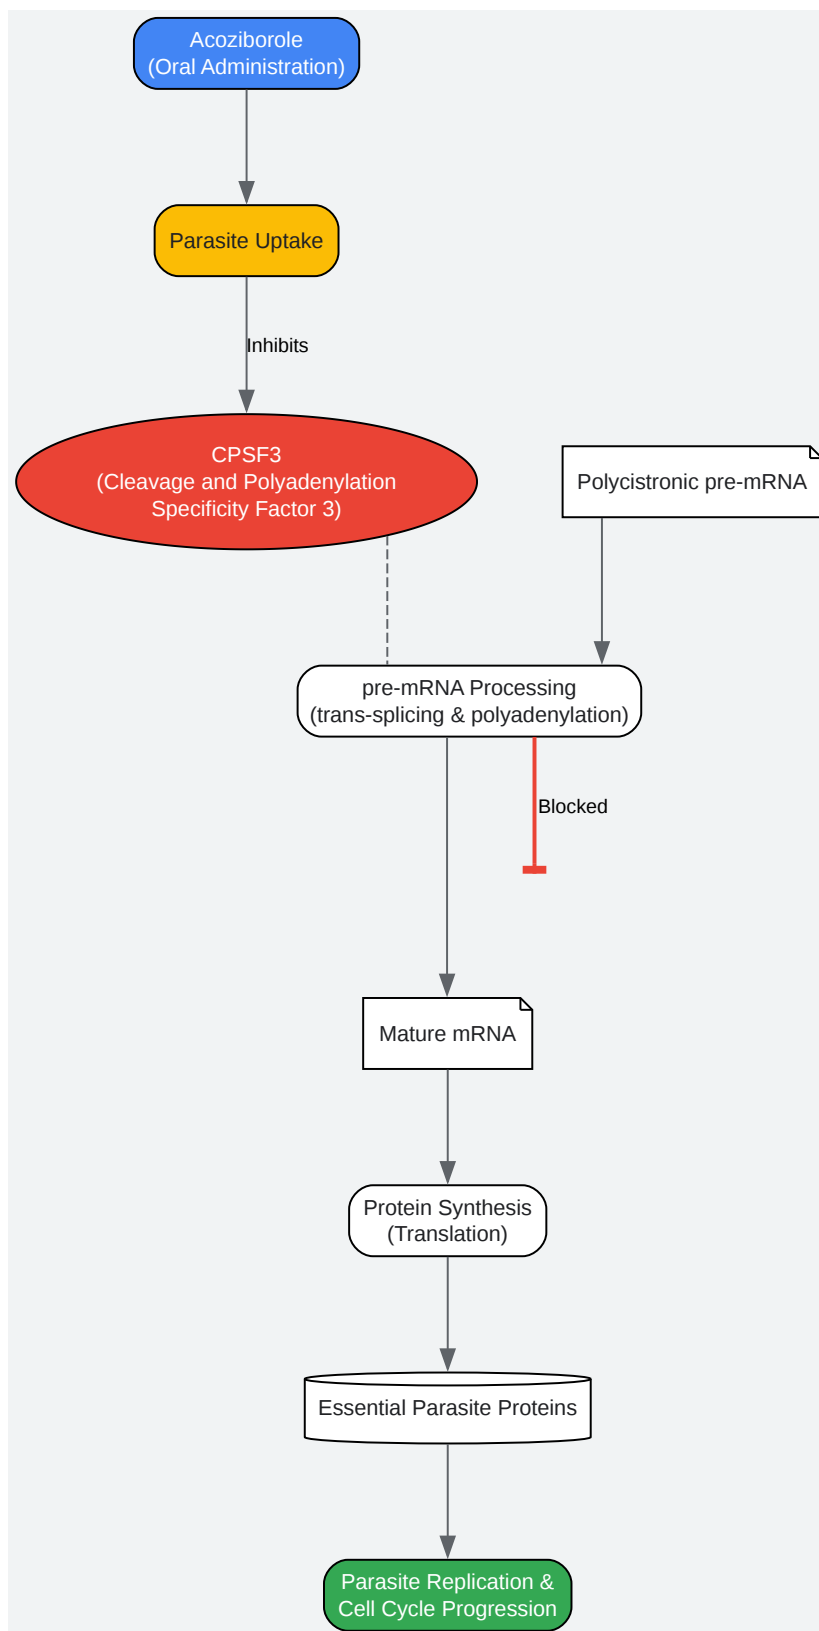 Acoziborole
(Oral Administration)
Parasite Uptake
Inhibits
CPSF3
(Cleavage and Polyadenylation
Specificity Factor 3)
Polycistronic pre-mRNA
pre-mRNA Processing
(trans-splicing & polyadenylation)
Blocked
Mature mRNA
Protein Synthesis
(Translation)
Essential Parasite Proteins
Parasite Replication &
Cell Cycle Progression